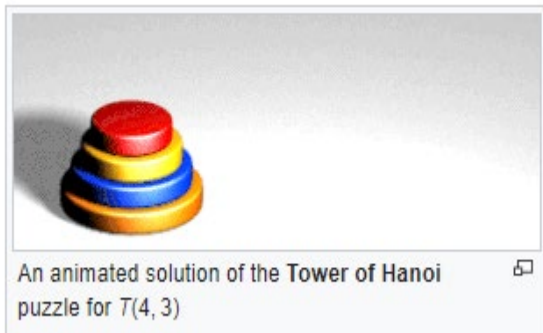 An animated solution of the Tower of Hanoi
puzzle for T(4, 3)